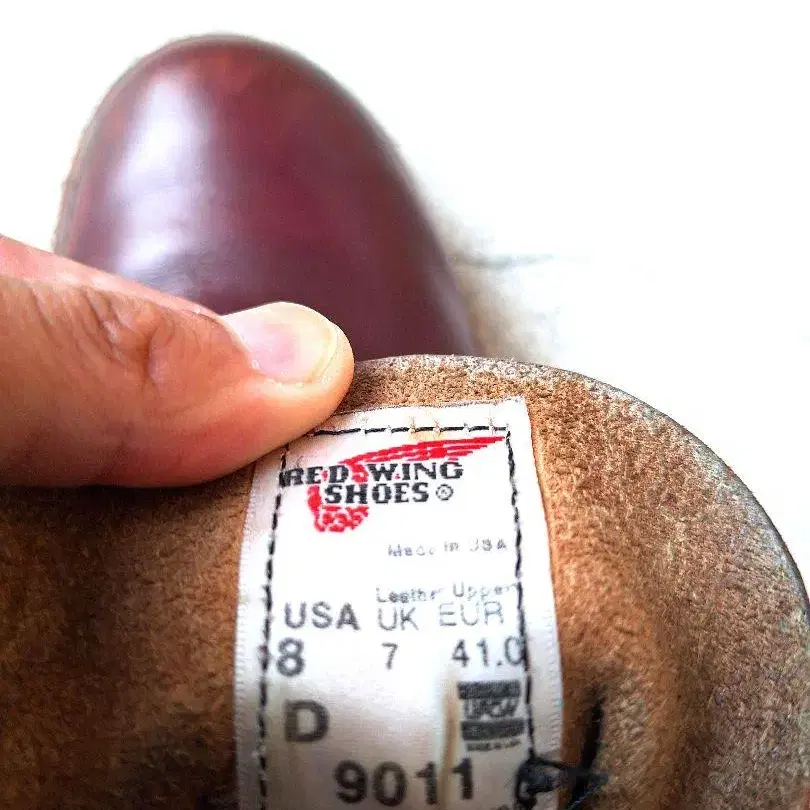 RED WING
SHOES®
Made in USA
Leather Upper
USA UK EUR
8 7 41.0
D
9011